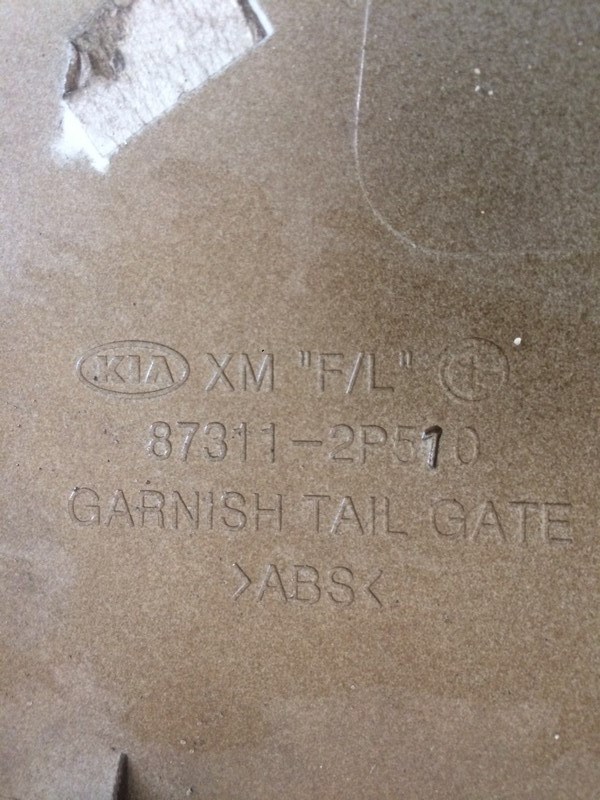 KIA XM "F/L"
87311-2P510
GARNISH TAIL GATE
>ABS<